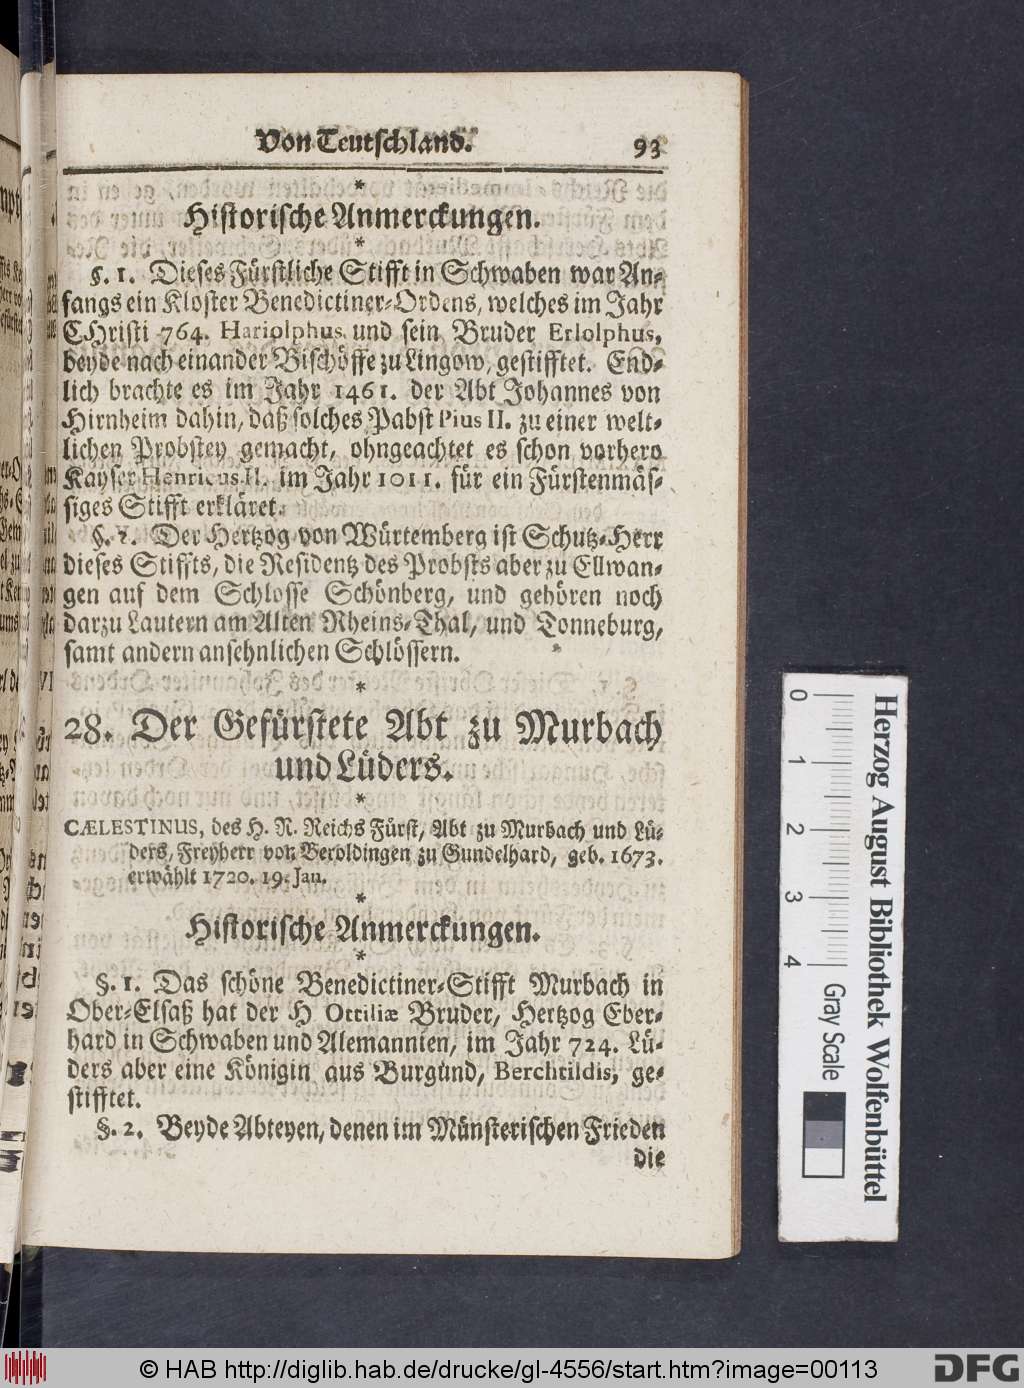 Von Teutschland. 93
*
Historische Anmerckungen.
*
§. 1. Dieses Fürstliche Stifft in Schwaben war An-
fangs ein Kloster Benedictiner-Ordens, welches im Jahr
CHristi 764. Hariolphus und sein Bruder Erlolphus,
beyde nach einander Bischöffe zu Lingow, gestifftet. End-
lich brachte es im Jahr 1461. der Abt Johannes von
Hirnheim dahin, daß solches Pabst Pius II. zu einer welt-
lichen Probstey gemacht, ohngeachtet es schon vorhero
Kayser Henricus II. im Jahr 1011. für ein Fürstenmäs-
siges Stifft erkläret.
§. 2. Der Hertzog von Würtemberg ist Schutz-Herr
dieses Stiffts, die Residentz des Probsts aber zu Ellwan-
gen auf dem Schlosse Schönberg, und gehören noch
darzu Lautern am Alten Rheins-Thal, und Tonneburg,
samt andern ansehnlichen Schlössern.
*
28. Der Gefürstete Abt zu Murbach
und Lüders.
*
CÆLESTINUS, des H. R. Reichs Fürst, Abt zu Murbach und Lü-
ders, Freyherr von Beroldingen zu Gundelhard, geb. 1673.
erwählt 1720. 19. Jan.
*
Historische Anmerckungen.
*
§. 1. Das schöne Benedictiner-Stifft Murbach in
Ober-Elsaß hat der H Ottiliæ Bruder, Hertzog Eber-
hard in Schwaben und Alemannien, im Jahr 724. Lü-
ders aber eine Königin aus Burgund, Berchtildis, ge-
stifftet.
§. 2. Beyde Abteyen, denen im Münsterischen Frieden
die
0 1 2 3 4
Gray Scale
Herzog August Bibliothek Wolfenbüttel
© HAB http://diglib.hab.de/drucke/gl-4556/start.htm?image=00113
DFG